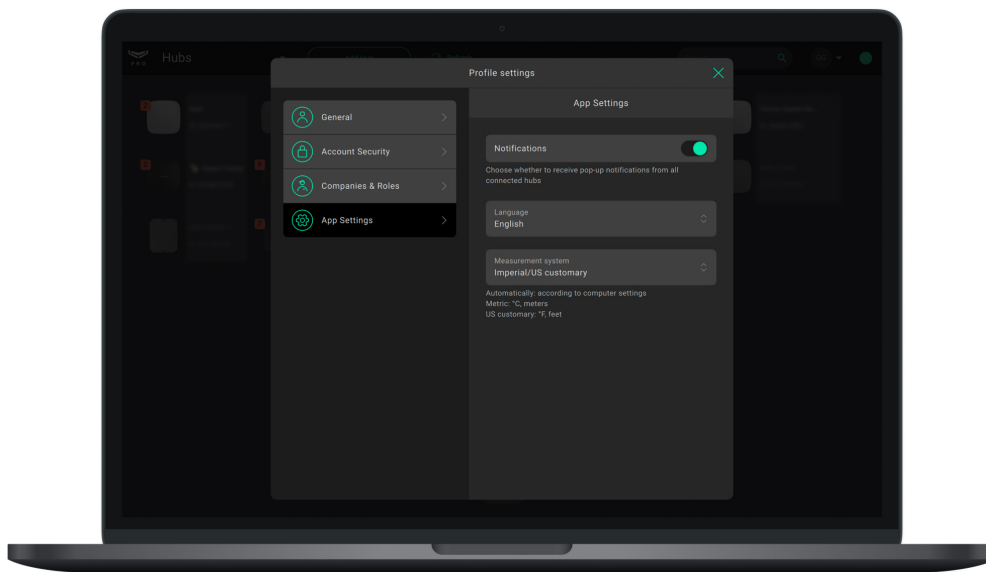 PRO
Hubs
Profile settings
App Settings
General
Account Security
Companies & Roles
App Settings
Notifications
Choose whether to receive pop-up notifications from all
connected hubs
Language
English
Measurement system
Imperial/US customary
Automatically: according to computer settings
Metric: °C, meters
US customary: °F, feet